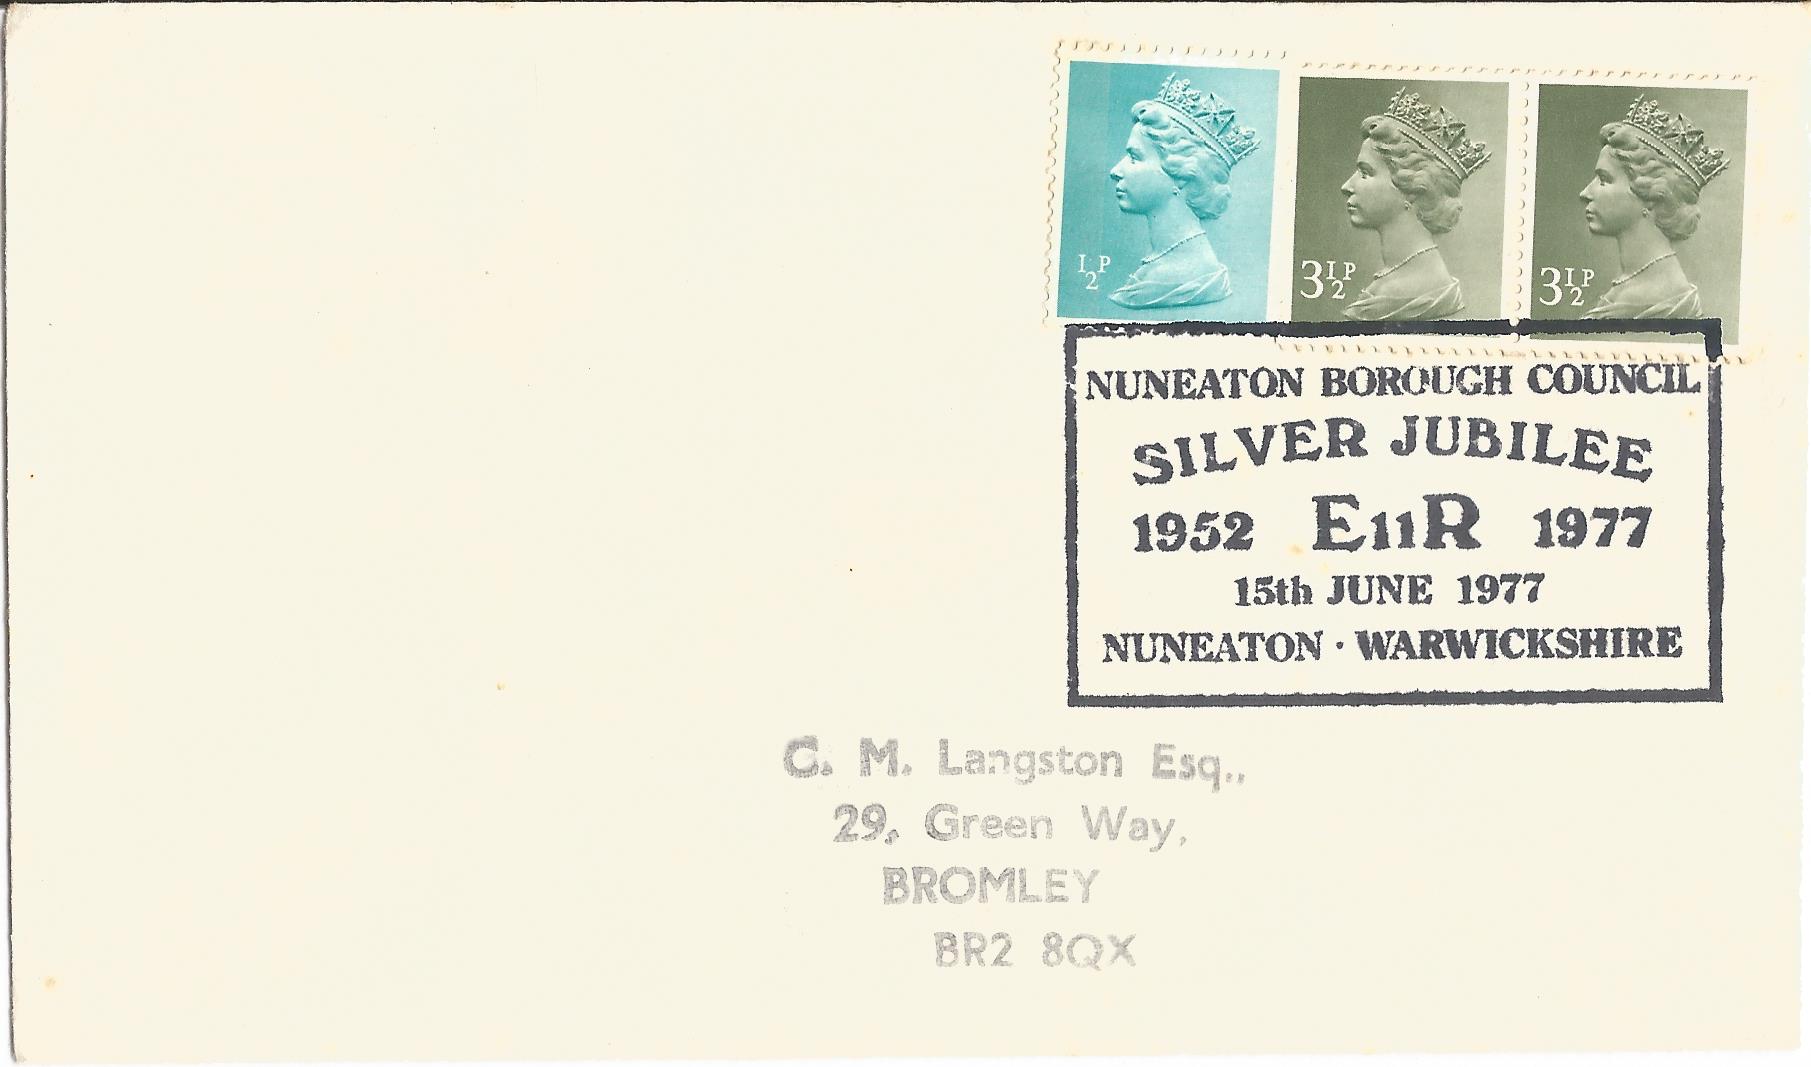 ½P
3½P
3½P
NUNEATON BOROUGH COUNCIL
SILVER JUBILEE
1952 E11R 1977
15th JUNE 1977
NUNEATON · WARWICKSHIRE
C. M. Langston Esq.,
29, Green Way,
BROMLEY
BR2 8QX